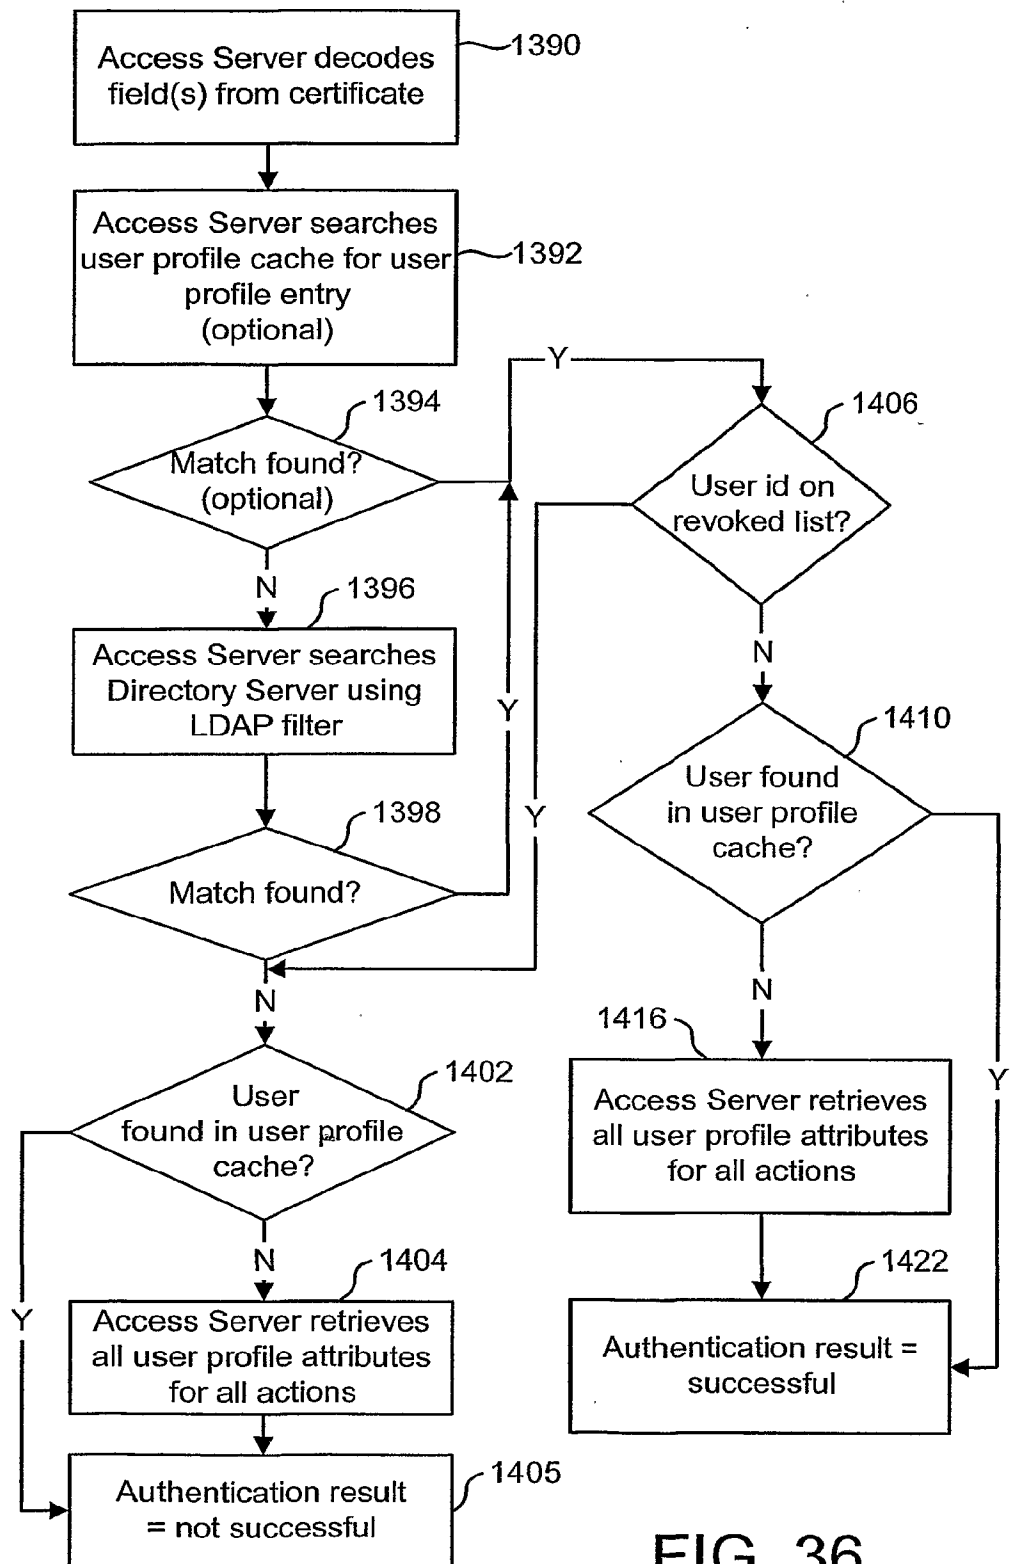 Access Server decodes
field(s) from certificate
1390
Access Server searches
user profile cache for user
profile entry
(optional)
1392
Match found?
(optional)
1394
Y
N
Access Server searches
Directory Server using
LDAP filter
1396
Match found?
1398
Y
N
User
found in user profile
cache?
1402
Y
N
Access Server retrieves
all user profile attributes
for all actions
1404
Authentication result
= not successful
1405
User id on
revoked list?
1406
Y
N
User found
in user profile
cache?
1410
Y
N
Access Server retrieves
all user profile attributes
for all actions
1416
Authentication result =
successful
1422
FIG. 36